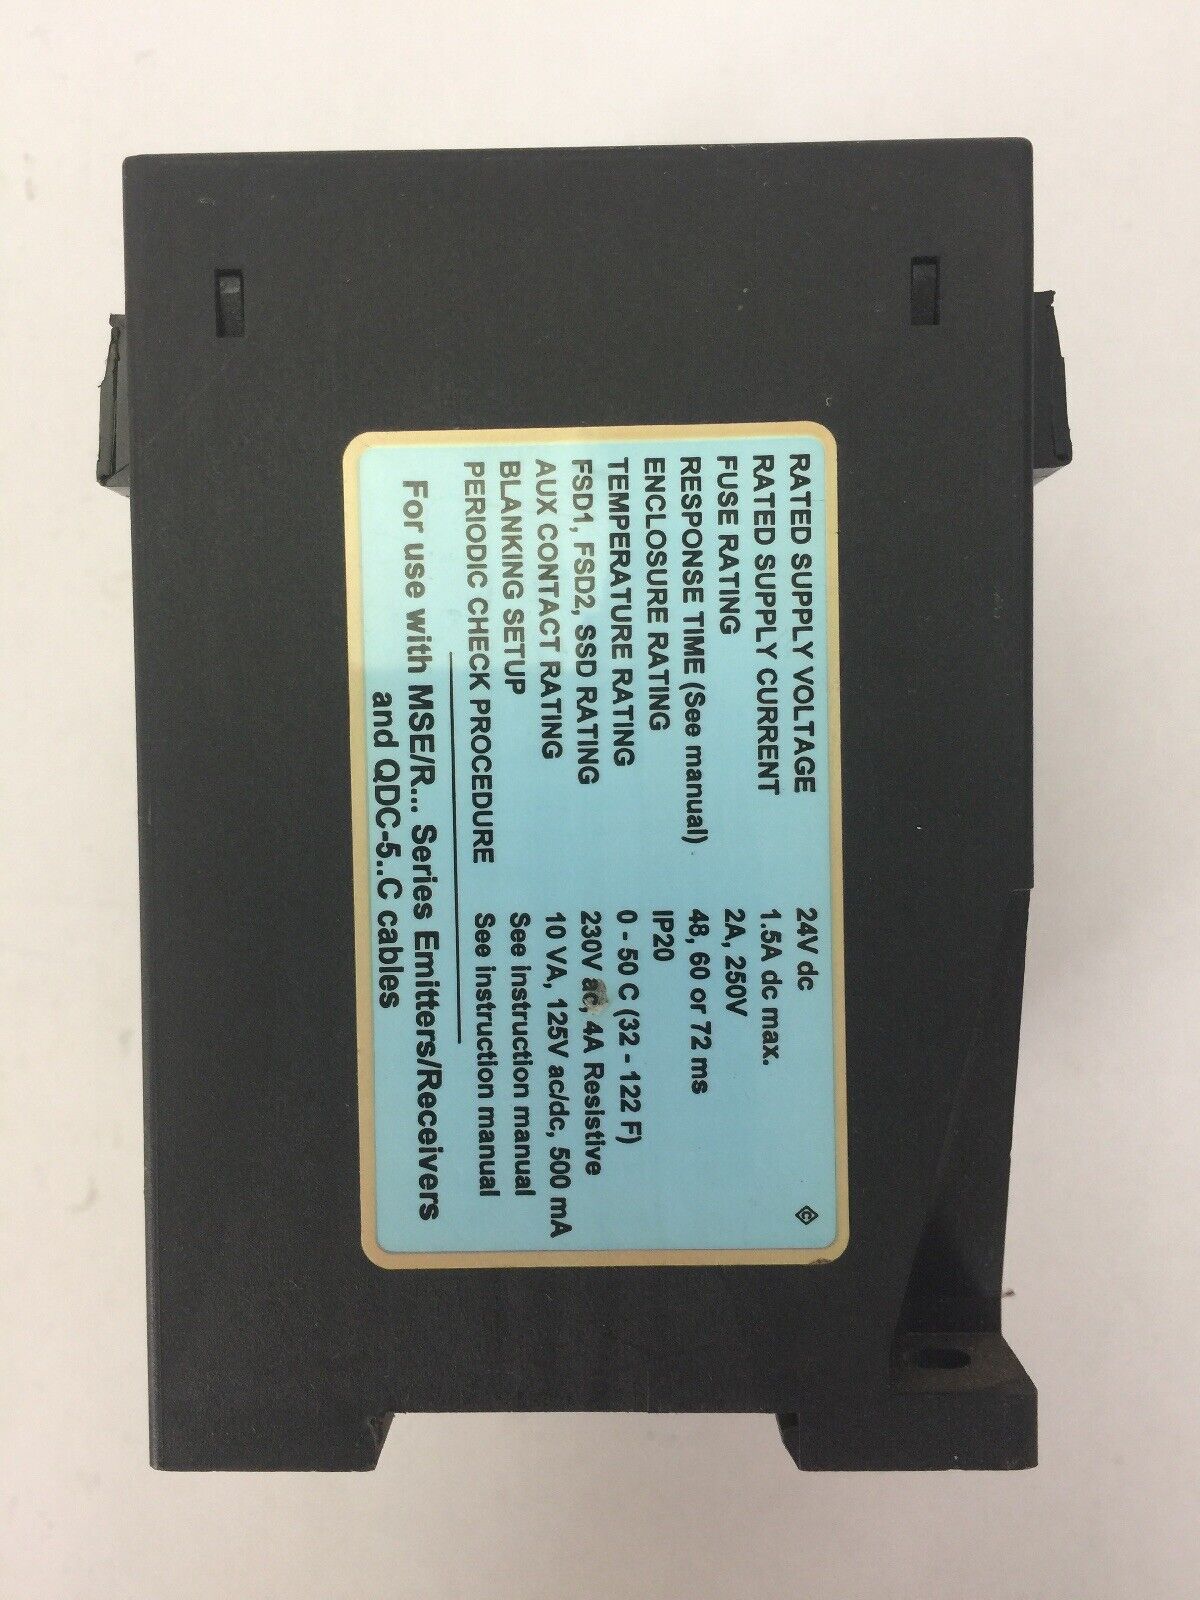 RATED SUPPLY VOLTAGE 24V dc
RATED SUPPLY CURRENT 1.5A dc max.
FUSE RATING 2A, 250V
RESPONSE TIME (See manual) 48, 60 or 72 ms
ENCLOSURE RATING IP20
TEMPERATURE RATING 0 - 50 C (32 - 122 F)
FSD1, FSD2, SSD RATING 230V ac, 4A Resistive
AUX CONTACT RATING 10 VA, 125V ac/dc, 500 mA
BLANKING SETUP See instruction manual
PERIODIC CHECK PROCEDURE See instruction manual
For use with MSE/R... Series Emitters/Receivers
and QDC-5..C cables